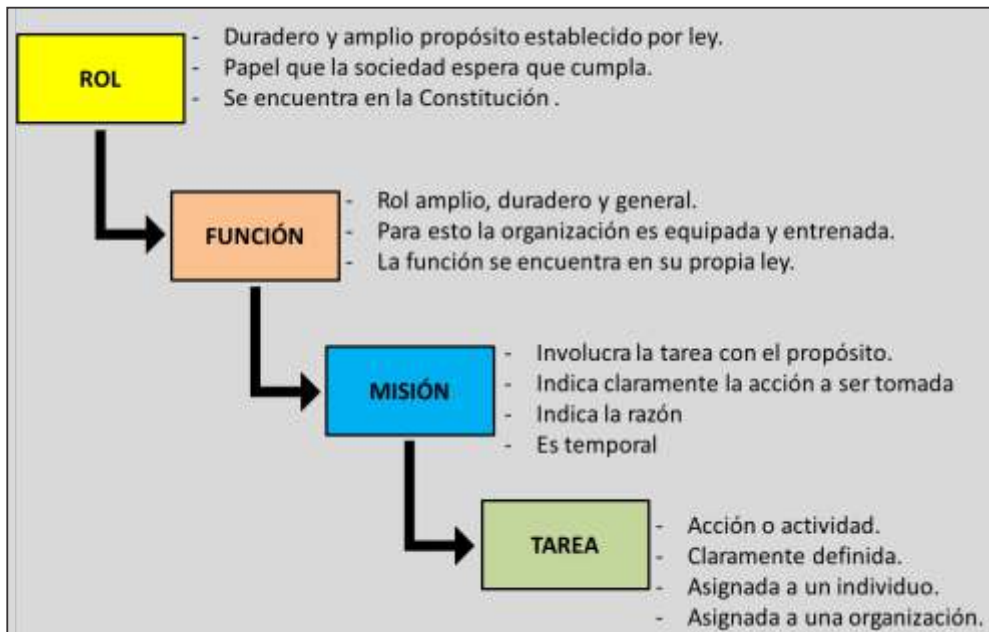 ROL
- Duradero y amplio propósito establecido por ley.
- Papel que la sociedad espera que cumpla.
- Se encuentra en la Constitución .
FUNCIÓN
- Rol amplio, duradero y general.
- Para esto la organización es equipada y entrenada.
- La función se encuentra en su propia ley.
MISIÓN
- Involucra la tarea con el propósito.
- Indica claramente la acción a ser tomada
- Indica la razón
- Es temporal
TAREA
- Acción o actividad.
- Claramente definida.
- Asignada a un individuo.
- Asignada a una organización.